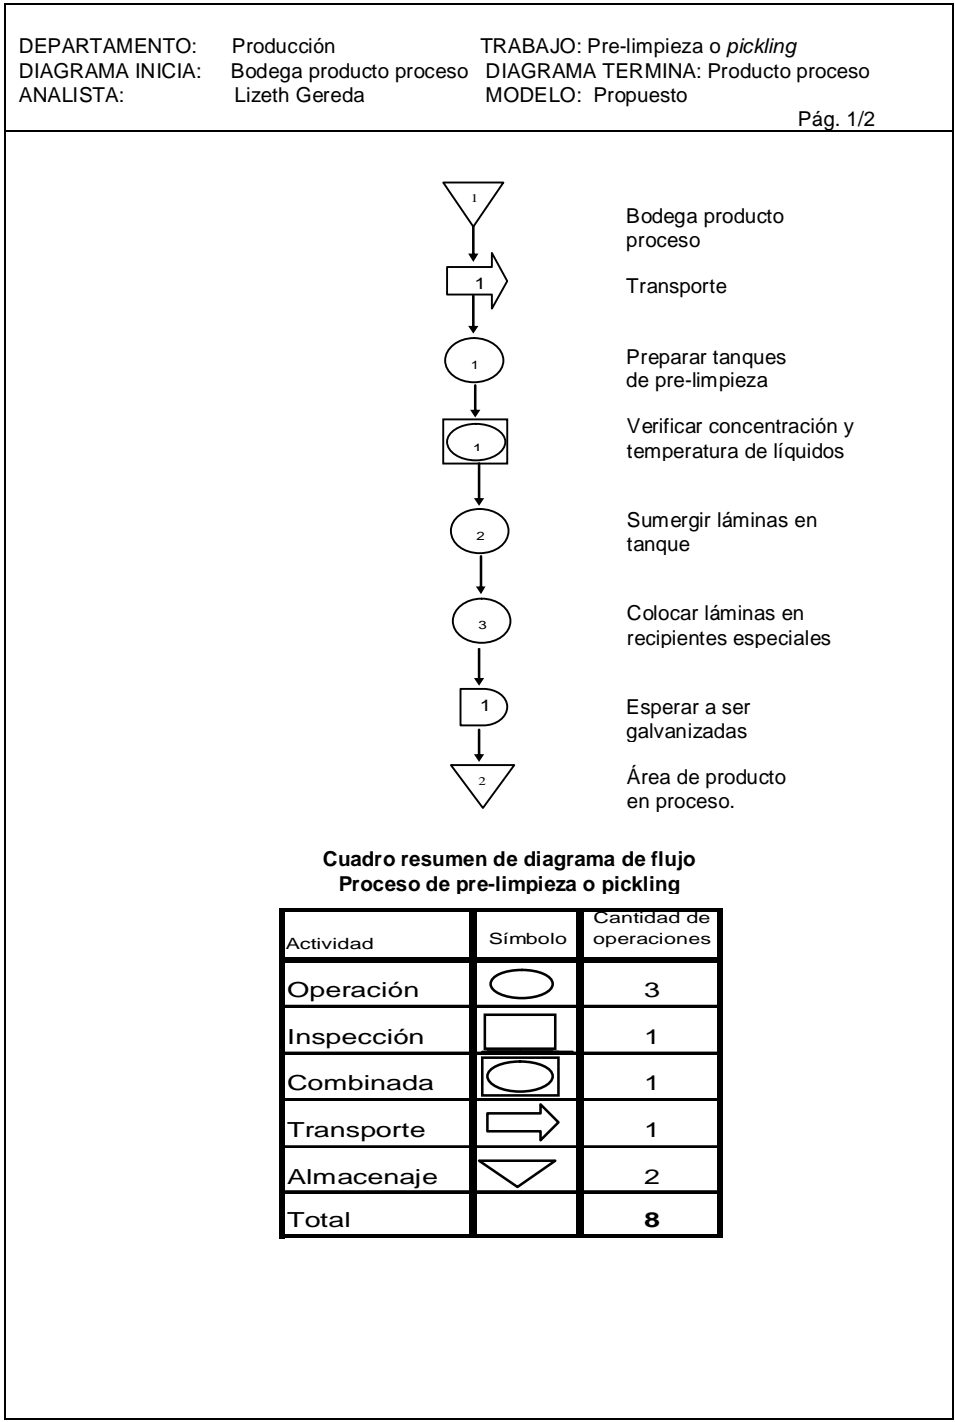 DEPARTAMENTO: Producción TRABAJO: Pre-limpieza o pickling
DIAGRAMA INICIA: Bodega producto proceso DIAGRAMA TERMINA: Producto proceso
ANALISTA: Lizeth Gereda MODELO: Propuesto
Pág. 1/2
1
Bodega producto
proceso
1
Transporte
1
Preparar tanques
de pre-limpieza
1
Verificar concentración y
temperatura de líquidos
2
Sumergir láminas en
tanque
3
Colocar láminas en
recipientes especiales
1
Esperar a ser
galvanizadas
2
Área de producto
en proceso.
Cuadro resumen de diagrama de flujo
Proceso de pre-limpieza o pickling
Actividad Símbolo Cantidad de
operaciones
Operación 3
Inspección 1
Combinada 1
Transporte 1
Almacenaje 2
Total 8